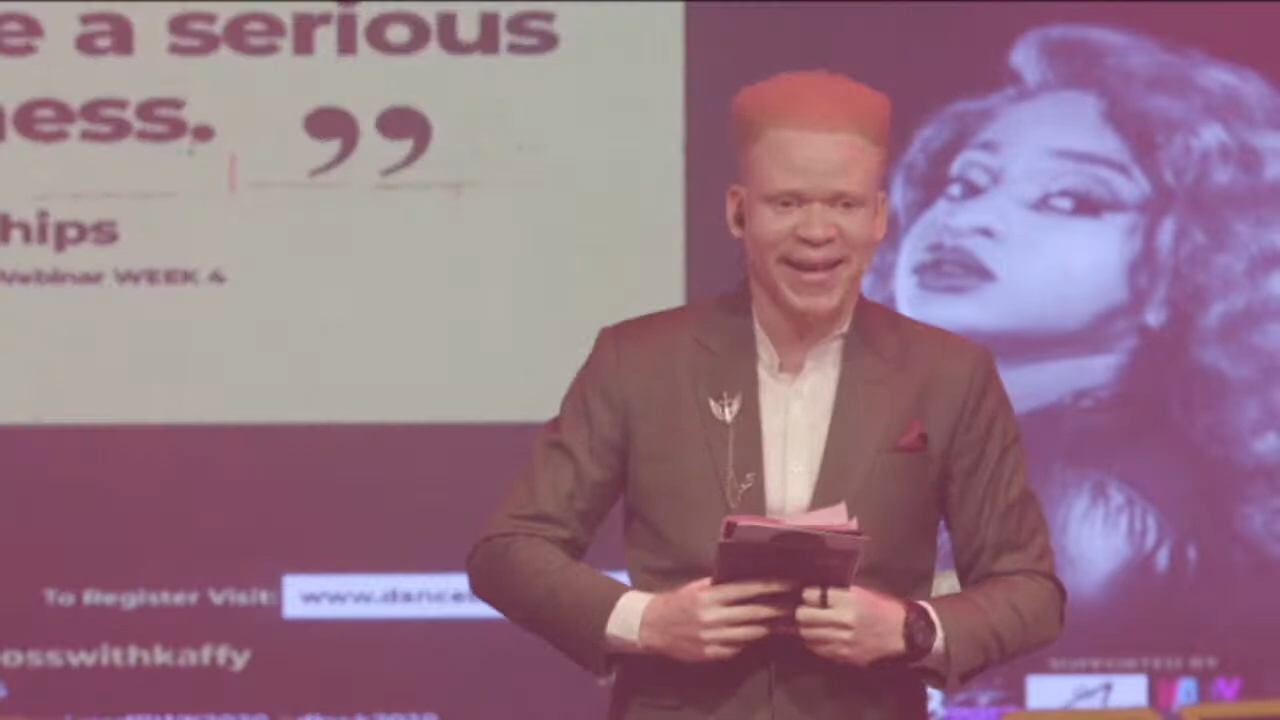 e a serious
ness.
”
hips
Webinar WEEK 4
To Register Visit:
www.dance
osswithkaffy
SUPPORTED BY